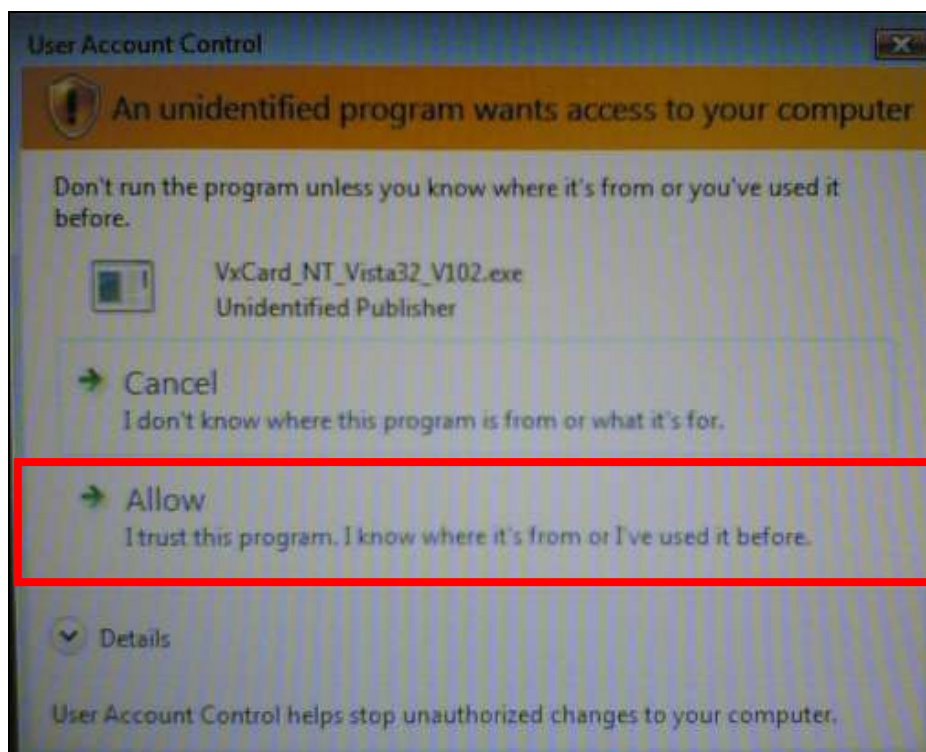 User Account Control
An unidentified program wants access to your computer
Don't run the program unless you know where it's from or you've used it
before.
VxCard_NT_Vista32_V102.exe
Unidentified Publisher
Cancel
I don't know where this program is from or what it's for.
Allow
I trust this program. I know where it's from or I've used it before.
Details
User Account Control helps stop unauthorized changes to your computer.